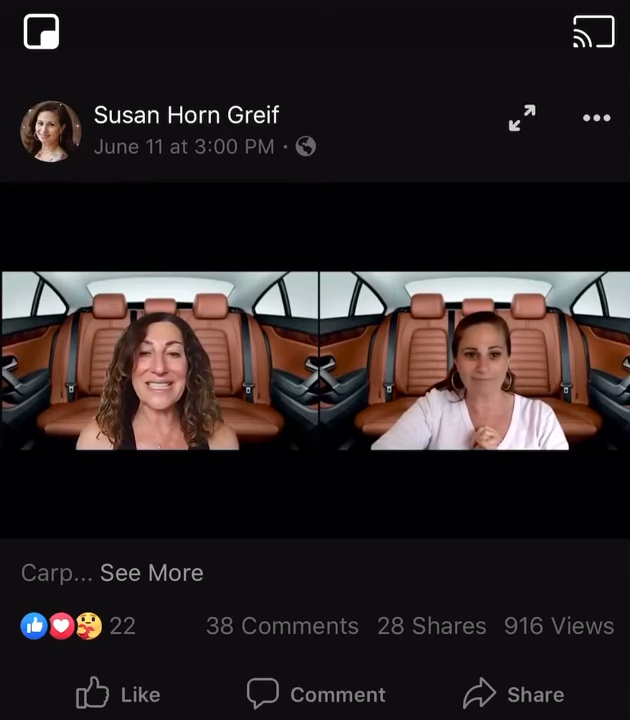 Susan Horn Greif
June 11 at 3:00 PM ·
Carp... See More
22 38 Comments 28 Shares 916 Views
Like Comment Share